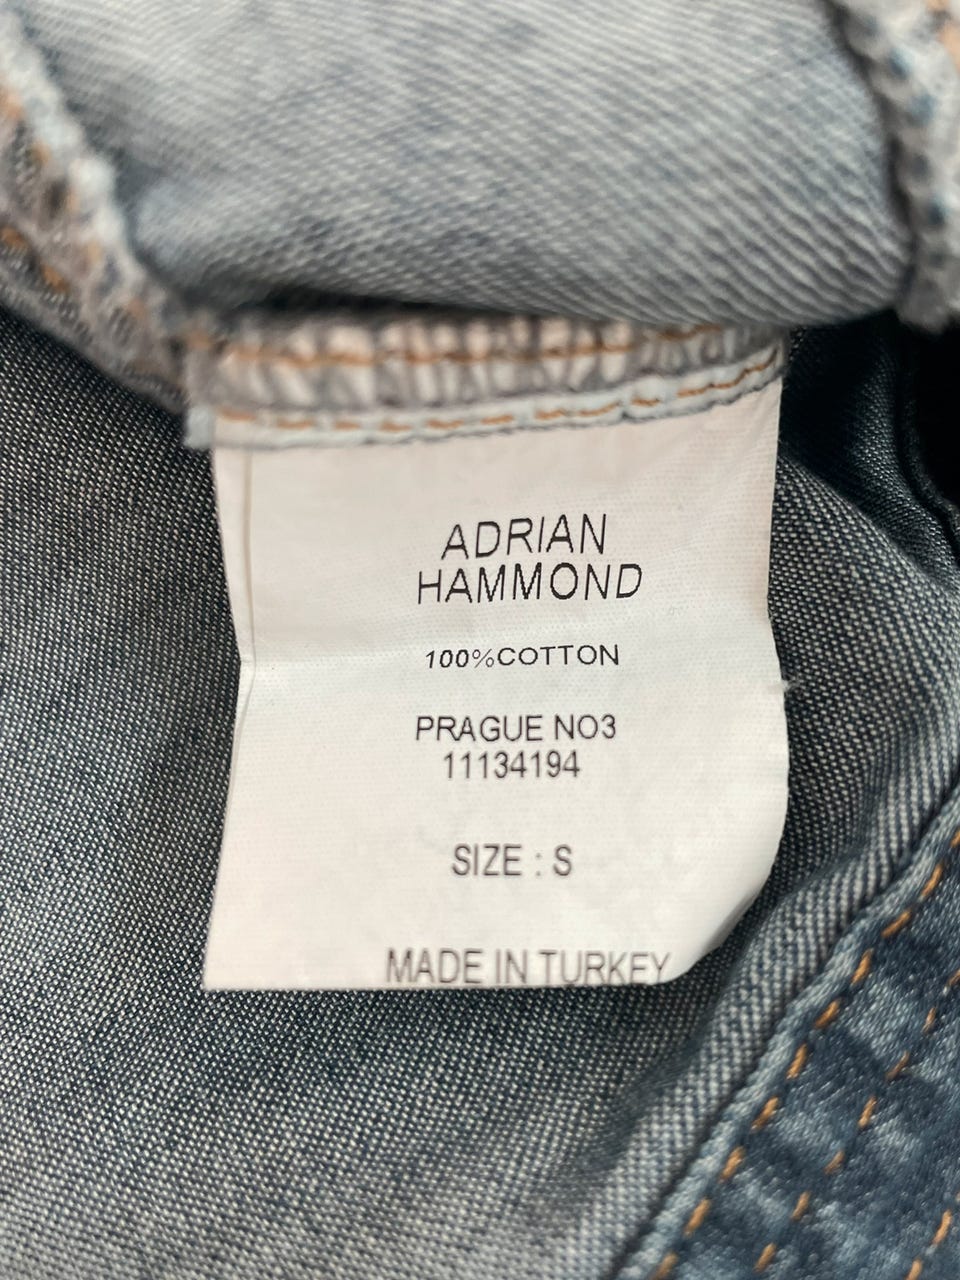 ADRIAN
HAMMOND
100%COTTON
PRAGUE NO3
11134194
SIZE : S
MADE IN TURKEY